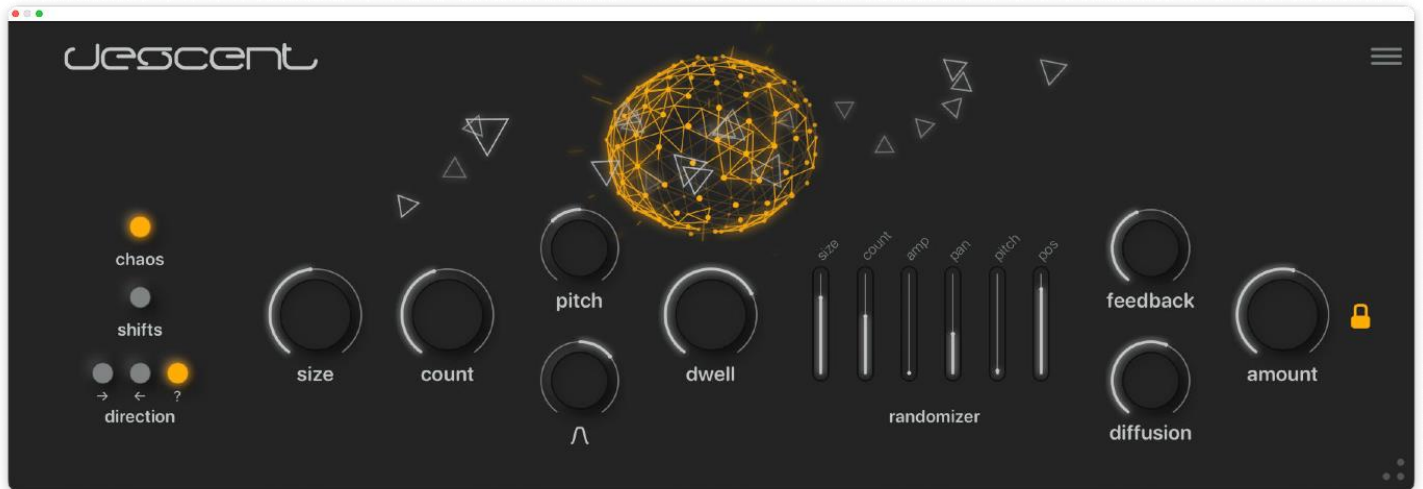 descent
chaos
shifts
→ ← ?
direction
size
count
pitch
dwell
size count amp pan pitch pos
randomizer
feedback
diffusion
amount